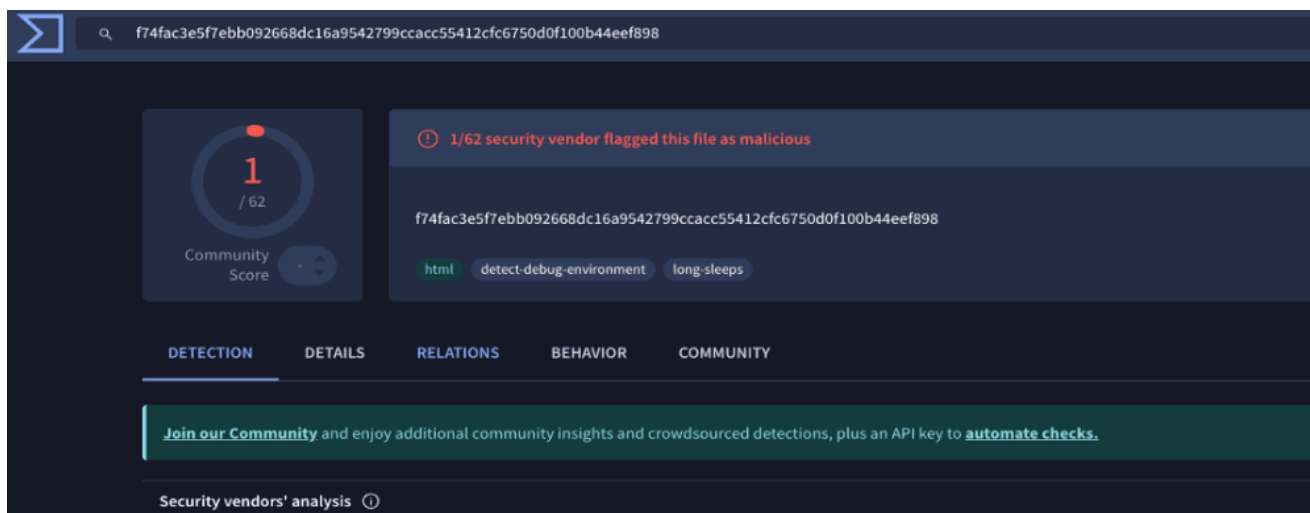 f74fac3e5f7ebb092668dc16a9542799ccacc55412cfc6750d0f100b44eef898
1/62 security vendor flagged this file as malicious
1
/ 62
f74fac3e5f7ebb092668dc16a9542799ccacc55412cfc6750d0f100b44eef898
Community
Score
html detect-debug-environment long-sleeps
DETECTION DETAILS RELATIONS BEHAVIOR COMMUNITY
Join our Community and enjoy additional community insights and crowdsourced detections, plus an API key to automate checks.
Security vendors' analysis